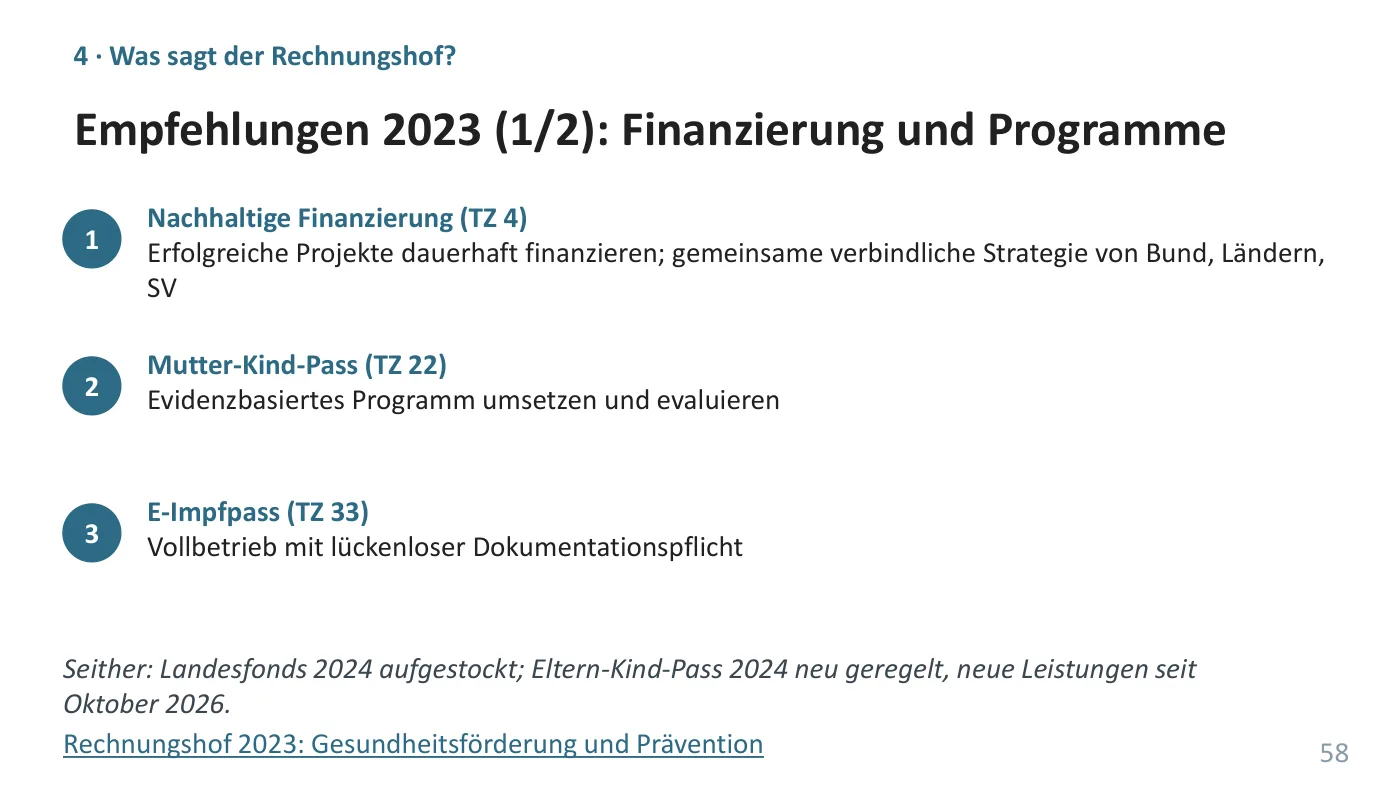 4 · Was sagt der Rechnungshof?
Empfehlungen 2023 (1/2): Finanzierung und Programme
1
Nachhaltige Finanzierung (TZ 4)
Erfolgreiche Projekte dauerhaft finanzieren; gemeinsame verbindliche Strategie von Bund, Ländern,
SV
2
Mutter-Kind-Pass (TZ 22)
Evidenzbasiertes Programm umsetzen und evaluieren
3
E-Impfpass (TZ 33)
Vollbetrieb mit lückenloser Dokumentationspflicht
Seither: Landesfonds 2024 aufgestockt; Eltern-Kind-Pass 2024 neu geregelt, neue Leistungen seit
Oktober 2026.
Rechnungshof 2023: Gesundheitsförderung und Prävention
58